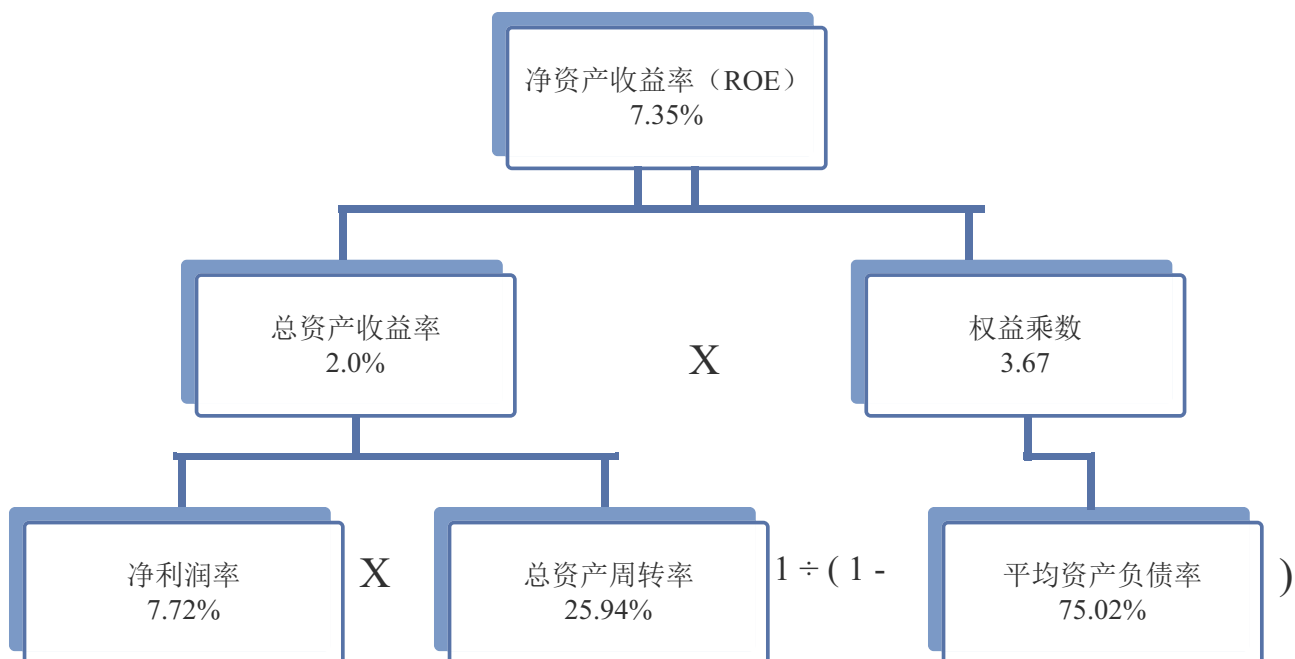 净资产收益率（ROE）
7.35%
总资产收益率
2.0%
X
权益乘数
3.67
净利润率
7.72%
X
总资产周转率
25.94%
1 ÷ ( 1 -
平均资产负债率
75.02%
)